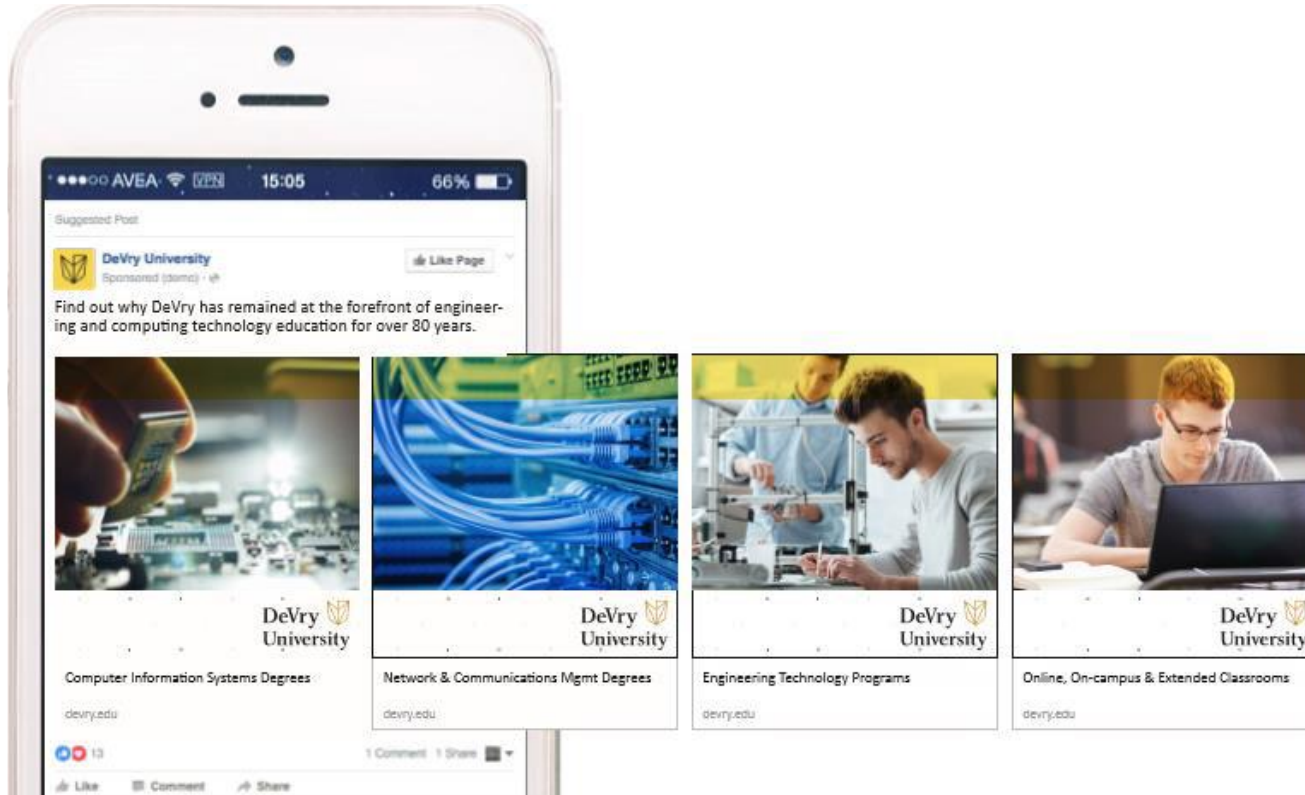 AVEA VPN 15:05 66%
Suggested Post
DeVry University
Like Page
Sponsored (demo) ·
Find out why DeVry has remained at the forefront of engineer-
ing and computing technology education for over 80 years.
DeVry
University
Computer Information Systems Degrees
devry.edu
DeVry
University
Network & Communications Mgmt Degrees
devry.edu
DeVry
University
Engineering Technology Programs
devry.edu
DeVry
University
Online, On-campus & Extended Classrooms
devry.edu
13
1 Comment 1 Share
Like Comment Share